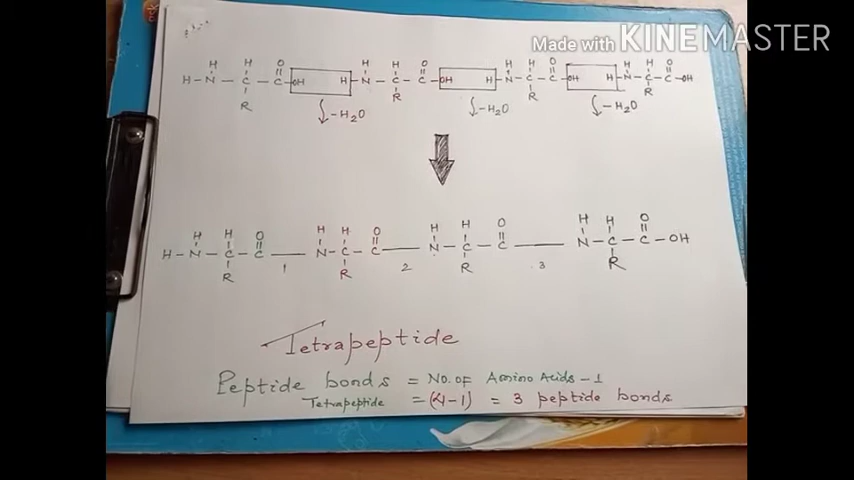 Made with KINEMASTER
H H O H H O H H O H H O
H-N-C-C-OH H-N-C-C-OH H-N-C-C-OH H-N-C-C-OH
R R R R
-H2O -H2O -H2O
H H O H H O H H O H H O
H-N-C-C — N-C-C — N-C-C — N-C-C-OH
R 1 R 2 R 3 R
Tetrapeptide
Peptide bonds = No. OF Amino Acids -1
Tetrapeptide = (4-1) = 3 peptide bonds